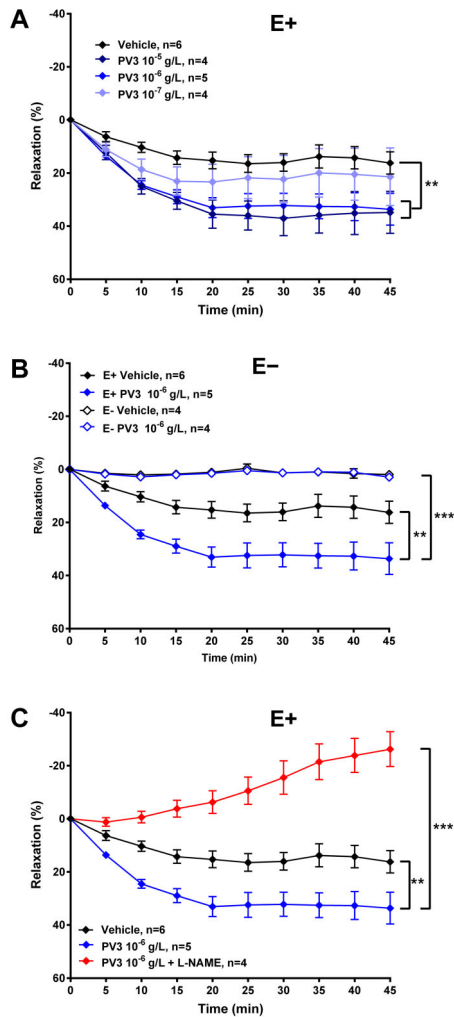 A
E+
Vehicle, n=6
PV3 10-5 g/L, n=4
PV3 10-6 g/L, n=5
PV3 10-7 g/L, n=4
0
20
40
60
Relaxation (%)
0 5 10 15 20 25 30 35 40 45
Time (min)
**
B
E−
-40
-20
0
20
40
60
Relaxation (%)
E+ Vehicle, n=6
E+ PV3 10-6 g/L, n=5
E- Vehicle, n=4
E- PV3 10-6 g/L, n=4
***
**
0 5 10 15 20 25 30 35 40 45
Time (min)
C
E+
-40
-20
0
20
40
60
Relaxation (%)
***
**
Vehicle, n=6
PV3 10-6 g/L, n=5
PV3 10-6 g/L + L-NAME, n=4
0 5 10 15 20 25 30 35 40 45
Time (min)